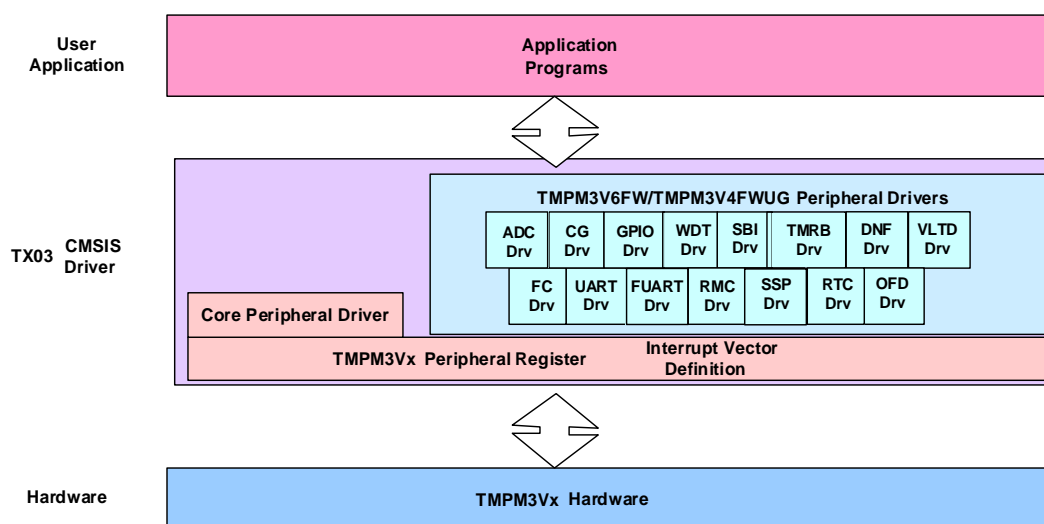 User
Application
Application
Programs
TX03 CMSIS
Driver
TMPM3V6FW/TMPM3V4FWUG Peripheral Drivers
ADC
Drv
CG
Drv
GPIO
Drv
WDT
Drv
SBI
Drv
TMRB
Drv
DNF
Drv
VLTD
Drv
FC
Drv
UART
Drv
FUART
Drv
RMC
Drv
SSP
Drv
RTC
Drv
OFD
Drv
Core Peripheral Driver
TMPM3Vx Peripheral Register
Interrupt Vector
Definition
Hardware
TMPM3Vx Hardware